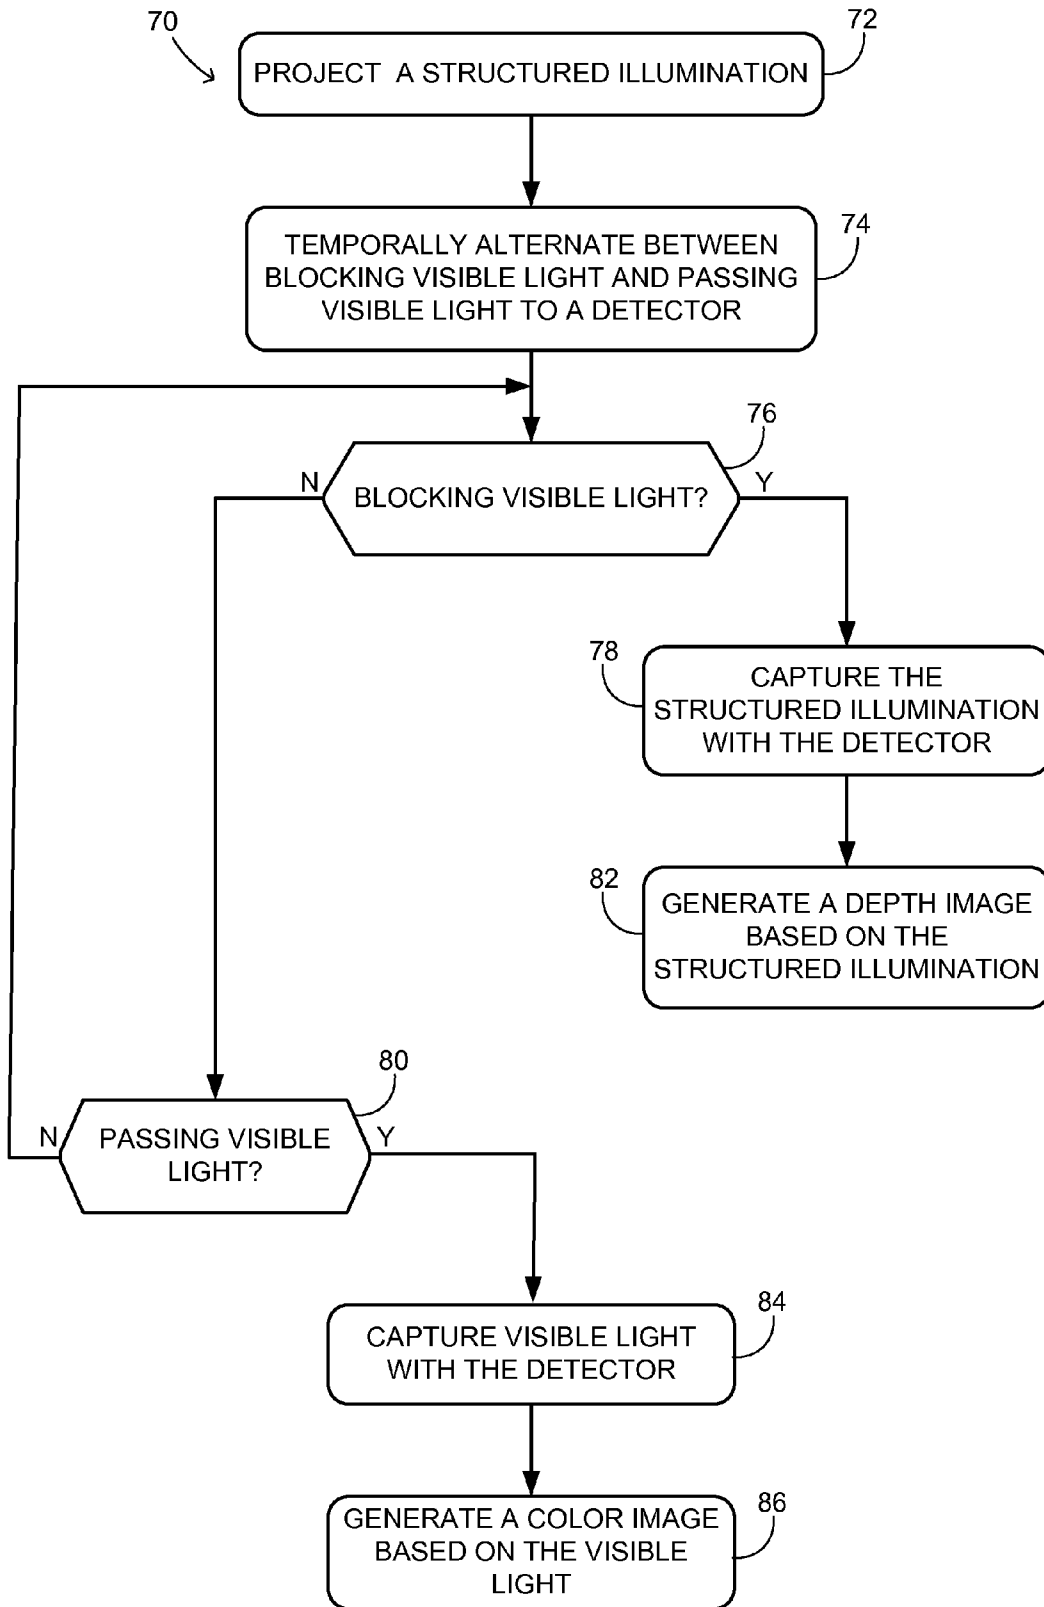 70
72
PROJECT A STRUCTURED ILLUMINATION
74
TEMPORALLY ALTERNATE BETWEEN
BLOCKING VISIBLE LIGHT AND PASSING
VISIBLE LIGHT TO A DETECTOR
76
N
BLOCKING VISIBLE LIGHT?
Y
78
CAPTURE THE
STRUCTURED ILLUMINATION
WITH THE DETECTOR
82
GENERATE A DEPTH IMAGE
BASED ON THE
STRUCTURED ILLUMINATION
80
N
PASSING VISIBLE
LIGHT?
Y
84
CAPTURE VISIBLE LIGHT
WITH THE DETECTOR
86
GENERATE A COLOR IMAGE
BASED ON THE VISIBLE
LIGHT